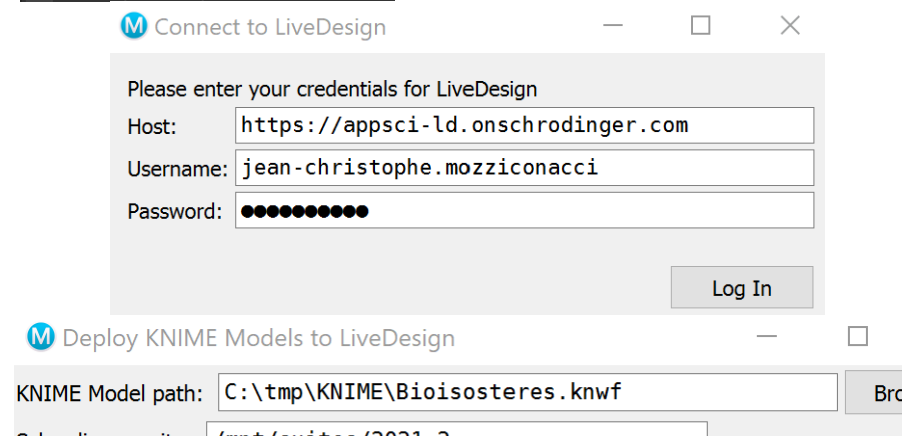 M Connect to LiveDesign
Please enter your credentials for LiveDesign
Host: https://appsci-ld.onschrodinger.com
Username: jean-christophe.mozziconacci
Password: ●●●●●●●●●●
Log In
M Deploy KNIME Models to LiveDesign
KNIME Model path: C:\tmp\KNIME\Bioisosteres.knwf Bro